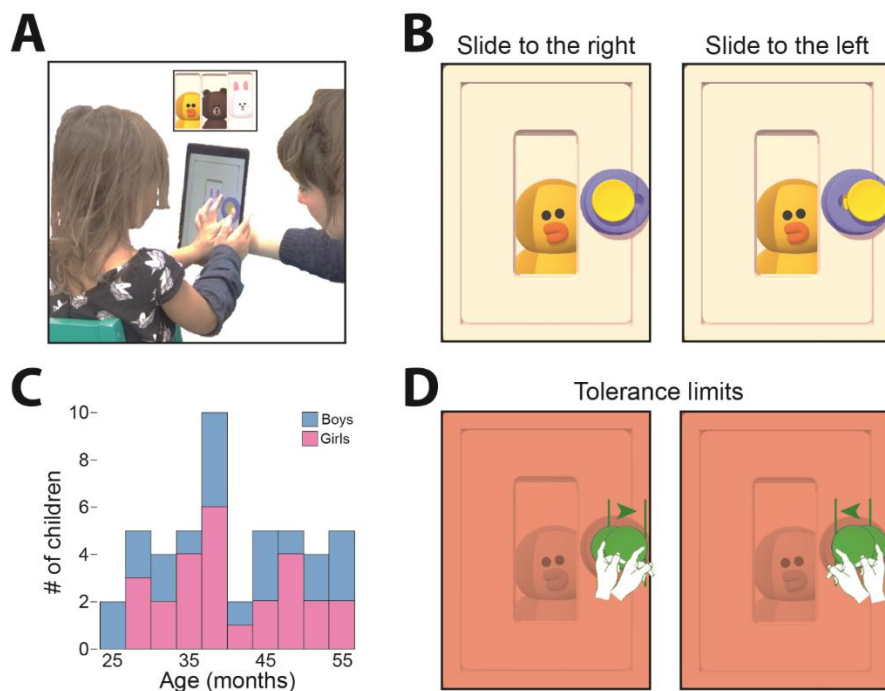 A
B
Slide to the right
Slide to the left
C
10
8
6
4
2
0
# of children
Boys
Girls
25
35
45
55
Age (months)
D
Tolerance limits